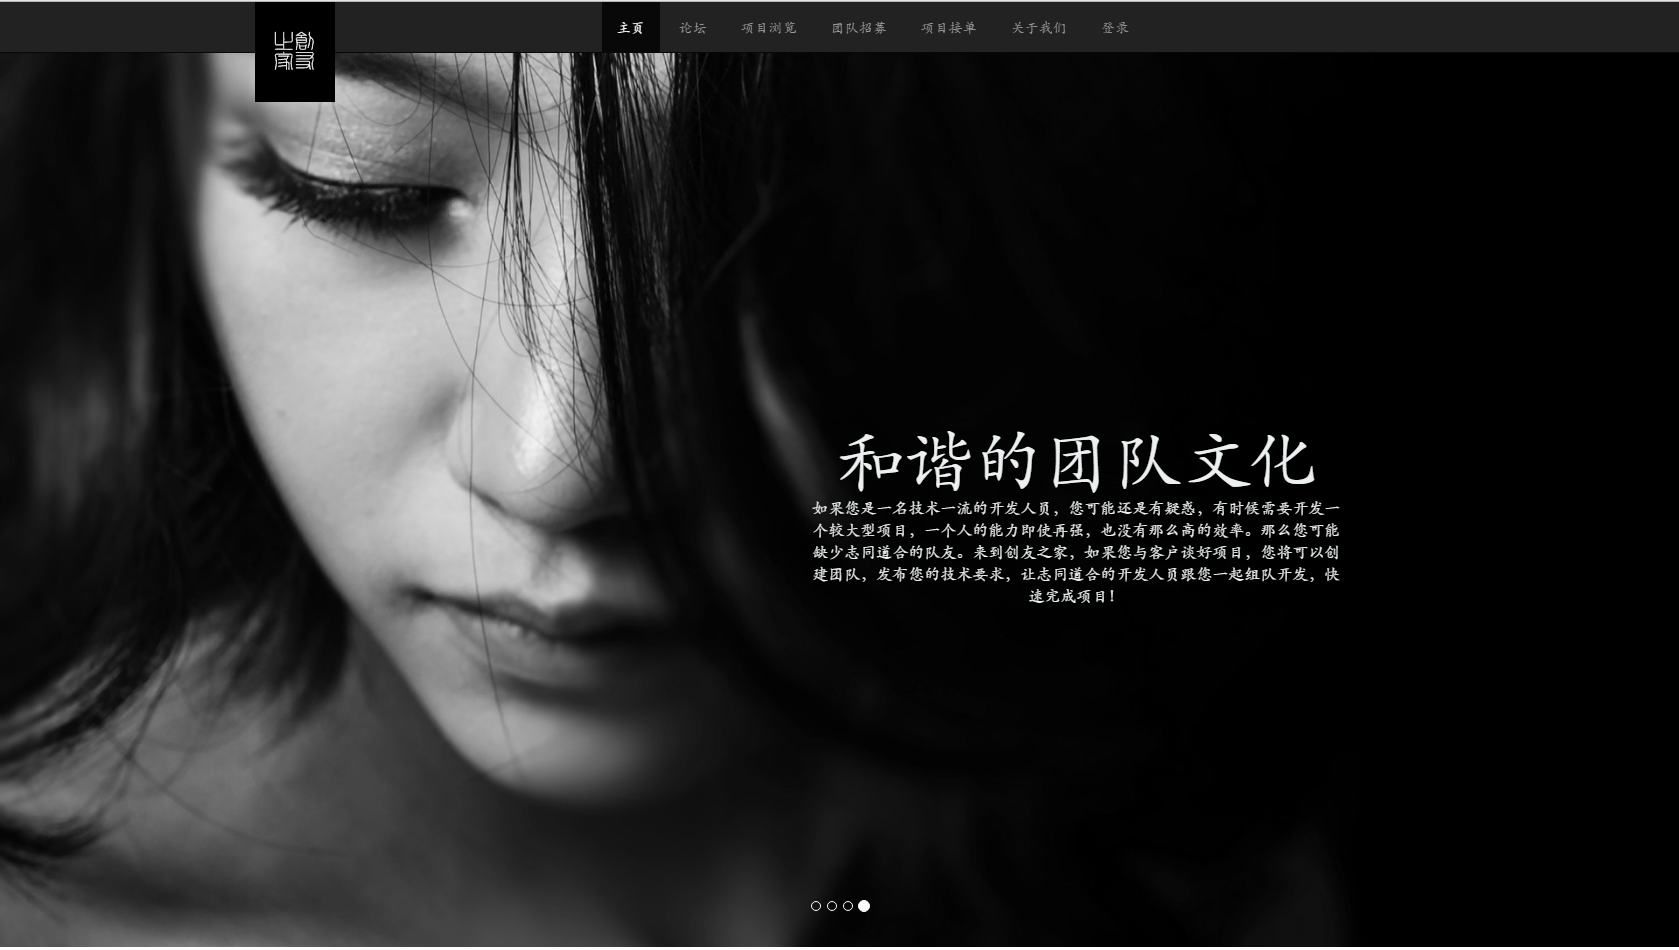 創友之家
主页 论坛 项目浏览 团队招募 项目接单 关于我们 登录
和谐的团队文化
如果您是一名技术一流的开发人员，您可能还是有疑惑，有时候需要开发一
个较大型项目，一个人的能力即使再强，也没有那么高的效率。那么您可能
缺少志同道合的队友。来到创友之家，如果您与客户谈好项目，您将可以创
建团队，发布您的技术要求，让志同道合的开发人员跟您一起组队开发，快
速完成项目！